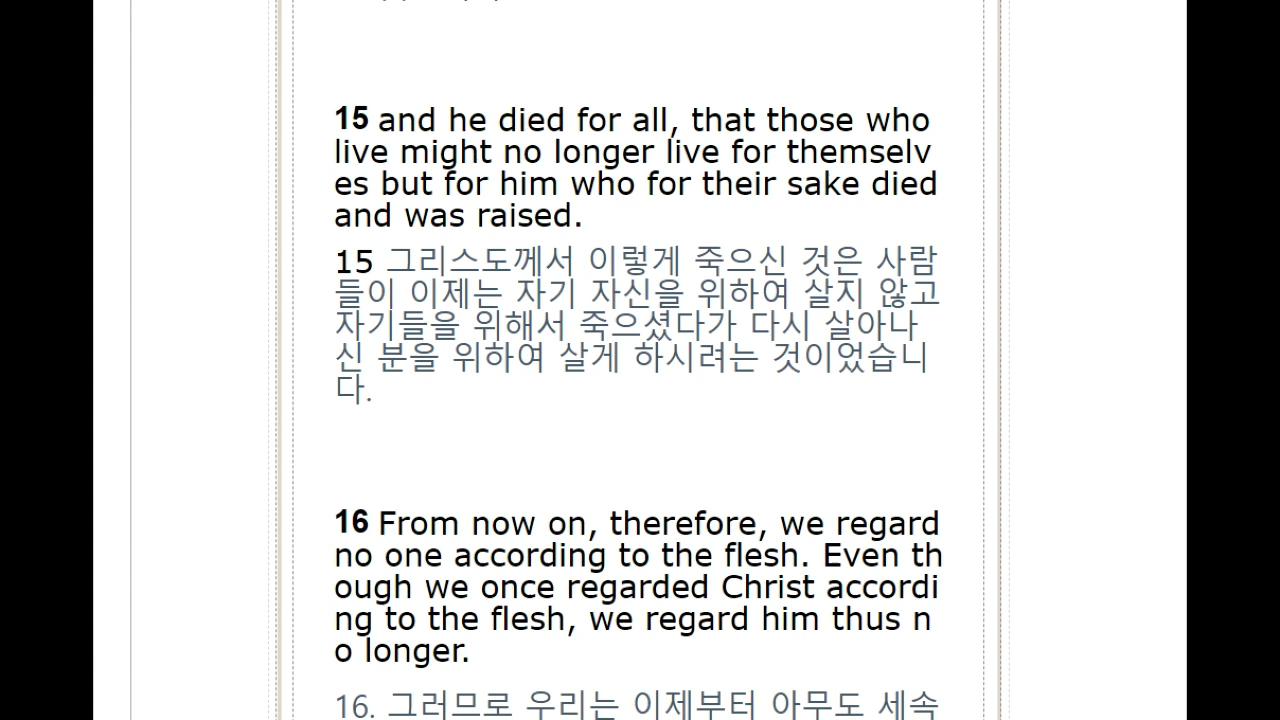 15 and he died for all, that those who
live might no longer live for themselv
es but for him who for their sake died
and was raised.
15 그리스도께서 이렇게 죽으신 것은 사람
들이 이제는 자기 자신을 위하여 살지 않고
자기들을 위해서 죽으셨다가 다시 살아나
신 분을 위하여 살게 하시려는 것이었습니
다.
16 From now on, therefore, we regard
no one according to the flesh. Even th
ough we once regarded Christ accordi
ng to the flesh, we regard him thus n
o longer.
16. 그러므로 우리는 이제부터 아무도 세속